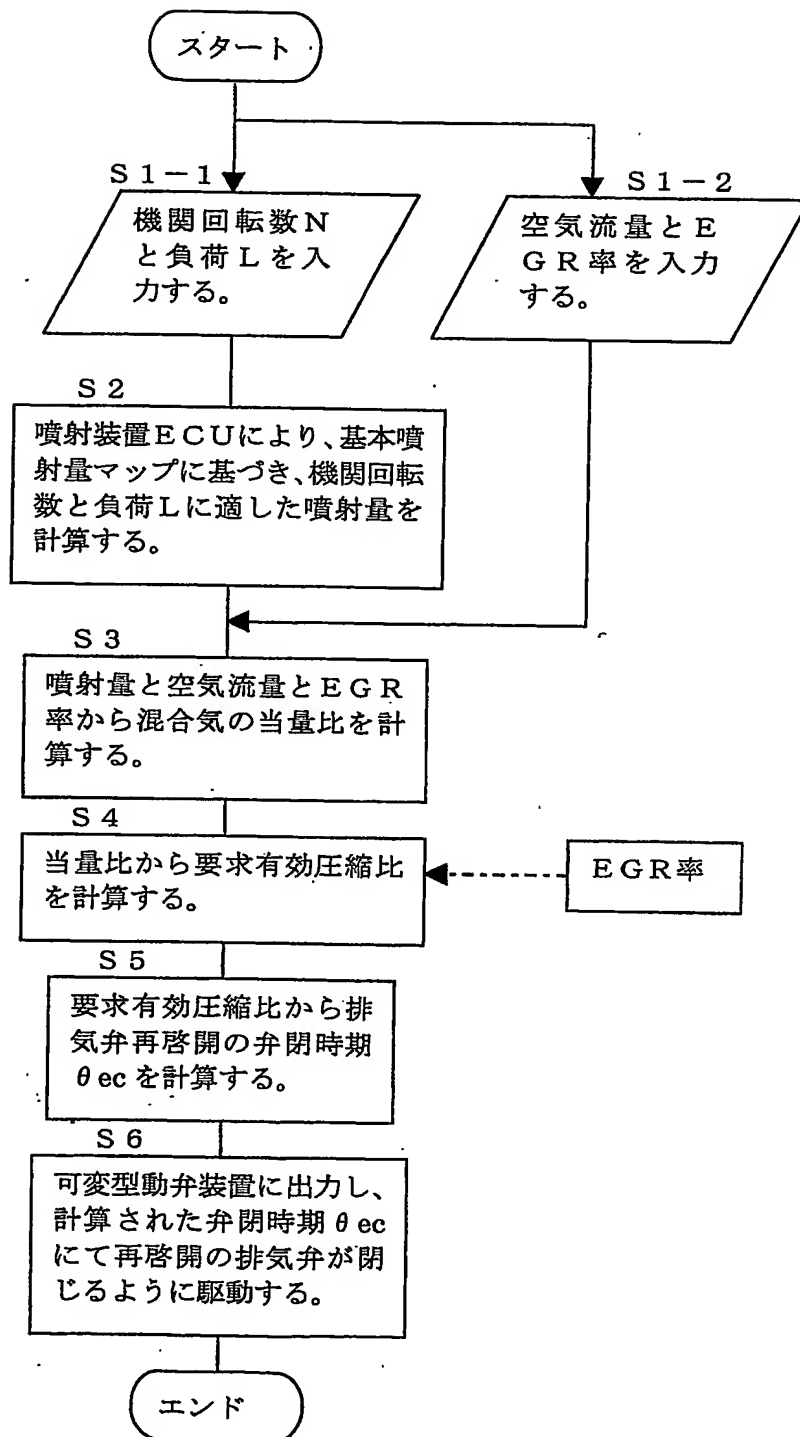 スタート
S1-1
機関回転数N
と負荷Lを入
力する。
S1-2
空気流量とE
GR率を入力
する。
S2
噴射装置ECUにより、基本噴
射量マップに基づき、機関回転
数と負荷Lに適した噴射量を
計算する。
S3
噴射量と空気流量とEGR
率から混合気の当量比を計
算する。
S4
当量比から要求有効圧縮比
を計算する。
EGR率
S5
要求有効圧縮比から排
気弁再啓開の弁閉時期
θecを計算する。
S6
可変型動弁装置に出力し、
計算された弁閉時期θec
にて再啓開の排気弁が閉
じるように駆動する。
エンド